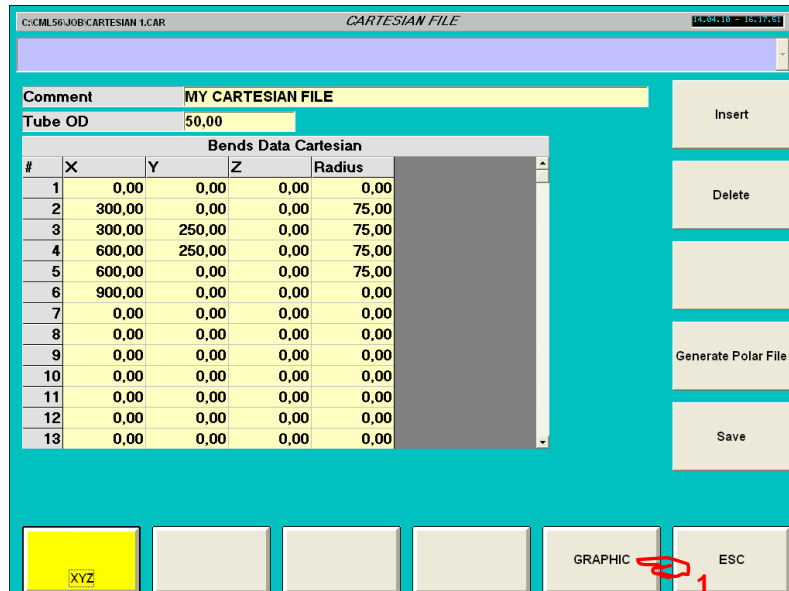 C:\CML56\JOB\CARTESIAN 1.CAR CARTESIAN FILE 14.04.10 - 16.17.51
Comment MY CARTESIAN FILE
Tube OD 50,00
Bends Data Cartesian
# X Y Z Radius
1 0,00 0,00 0,00 0,00
2 300,00 0,00 0,00 75,00
3 300,00 250,00 0,00 75,00
4 600,00 250,00 0,00 75,00
5 600,00 0,00 0,00 75,00
6 900,00 0,00 0,00 0,00
7 0,00 0,00 0,00 0,00
8 0,00 0,00 0,00 0,00
9 0,00 0,00 0,00 0,00
10 0,00 0,00 0,00 0,00
11 0,00 0,00 0,00 0,00
12 0,00 0,00 0,00 0,00
13 0,00 0,00 0,00 0,00
Insert
Delete
Generate Polar File
Save
XYZ
GRAPHIC
1
ESC